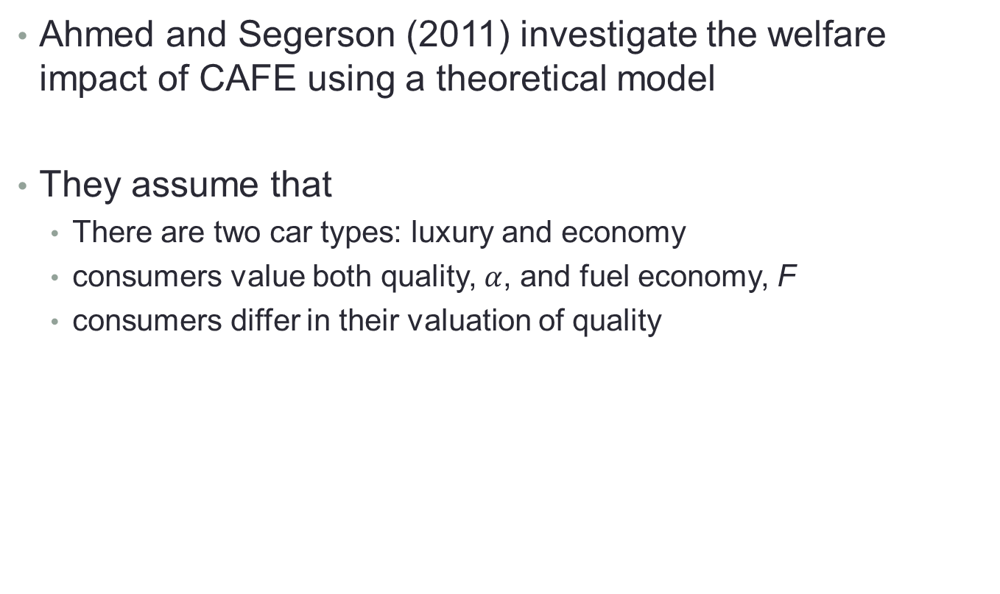 • Ahmed and Segerson (2011) investigate the welfare
impact of CAFE using a theoretical model
• They assume that
• There are two car types: luxury and economy
• consumers value both quality, 𝛼, and fuel economy, F
• consumers differ in their valuation of quality